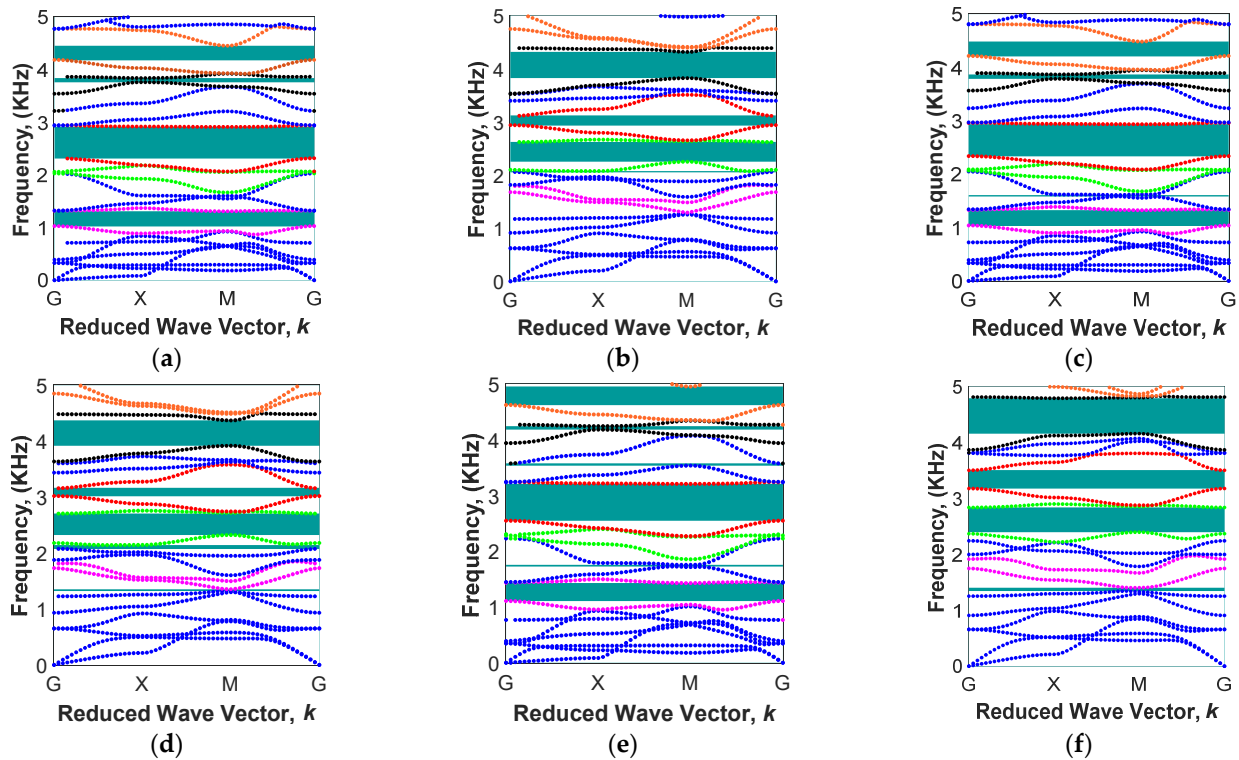 5
4
3
2
1
0
Frequency, (KHz)
G X M G
Reduced Wave Vector, k
(a)
5
4
3
2
1
0
Frequency, (KHz)
G X M G
Reduced Wave Vector, k
(b)
5
4
3
2
1
0
Frequency, (KHz)
G X M G
Reduced Wave Vector, k
(c)
5
4
3
2
1
0
Frequency, (KHz)
G X M G
Reduced Wave Vector, k
(d)
5
4
3
2
1
0
Frequency, (KHz)
G X M G
Reduced Wave Vector, k
(e)
5
4
3
2
1
0
Frequency, (KHz)
G X M G
Reduced Wave Vector, k
(f)